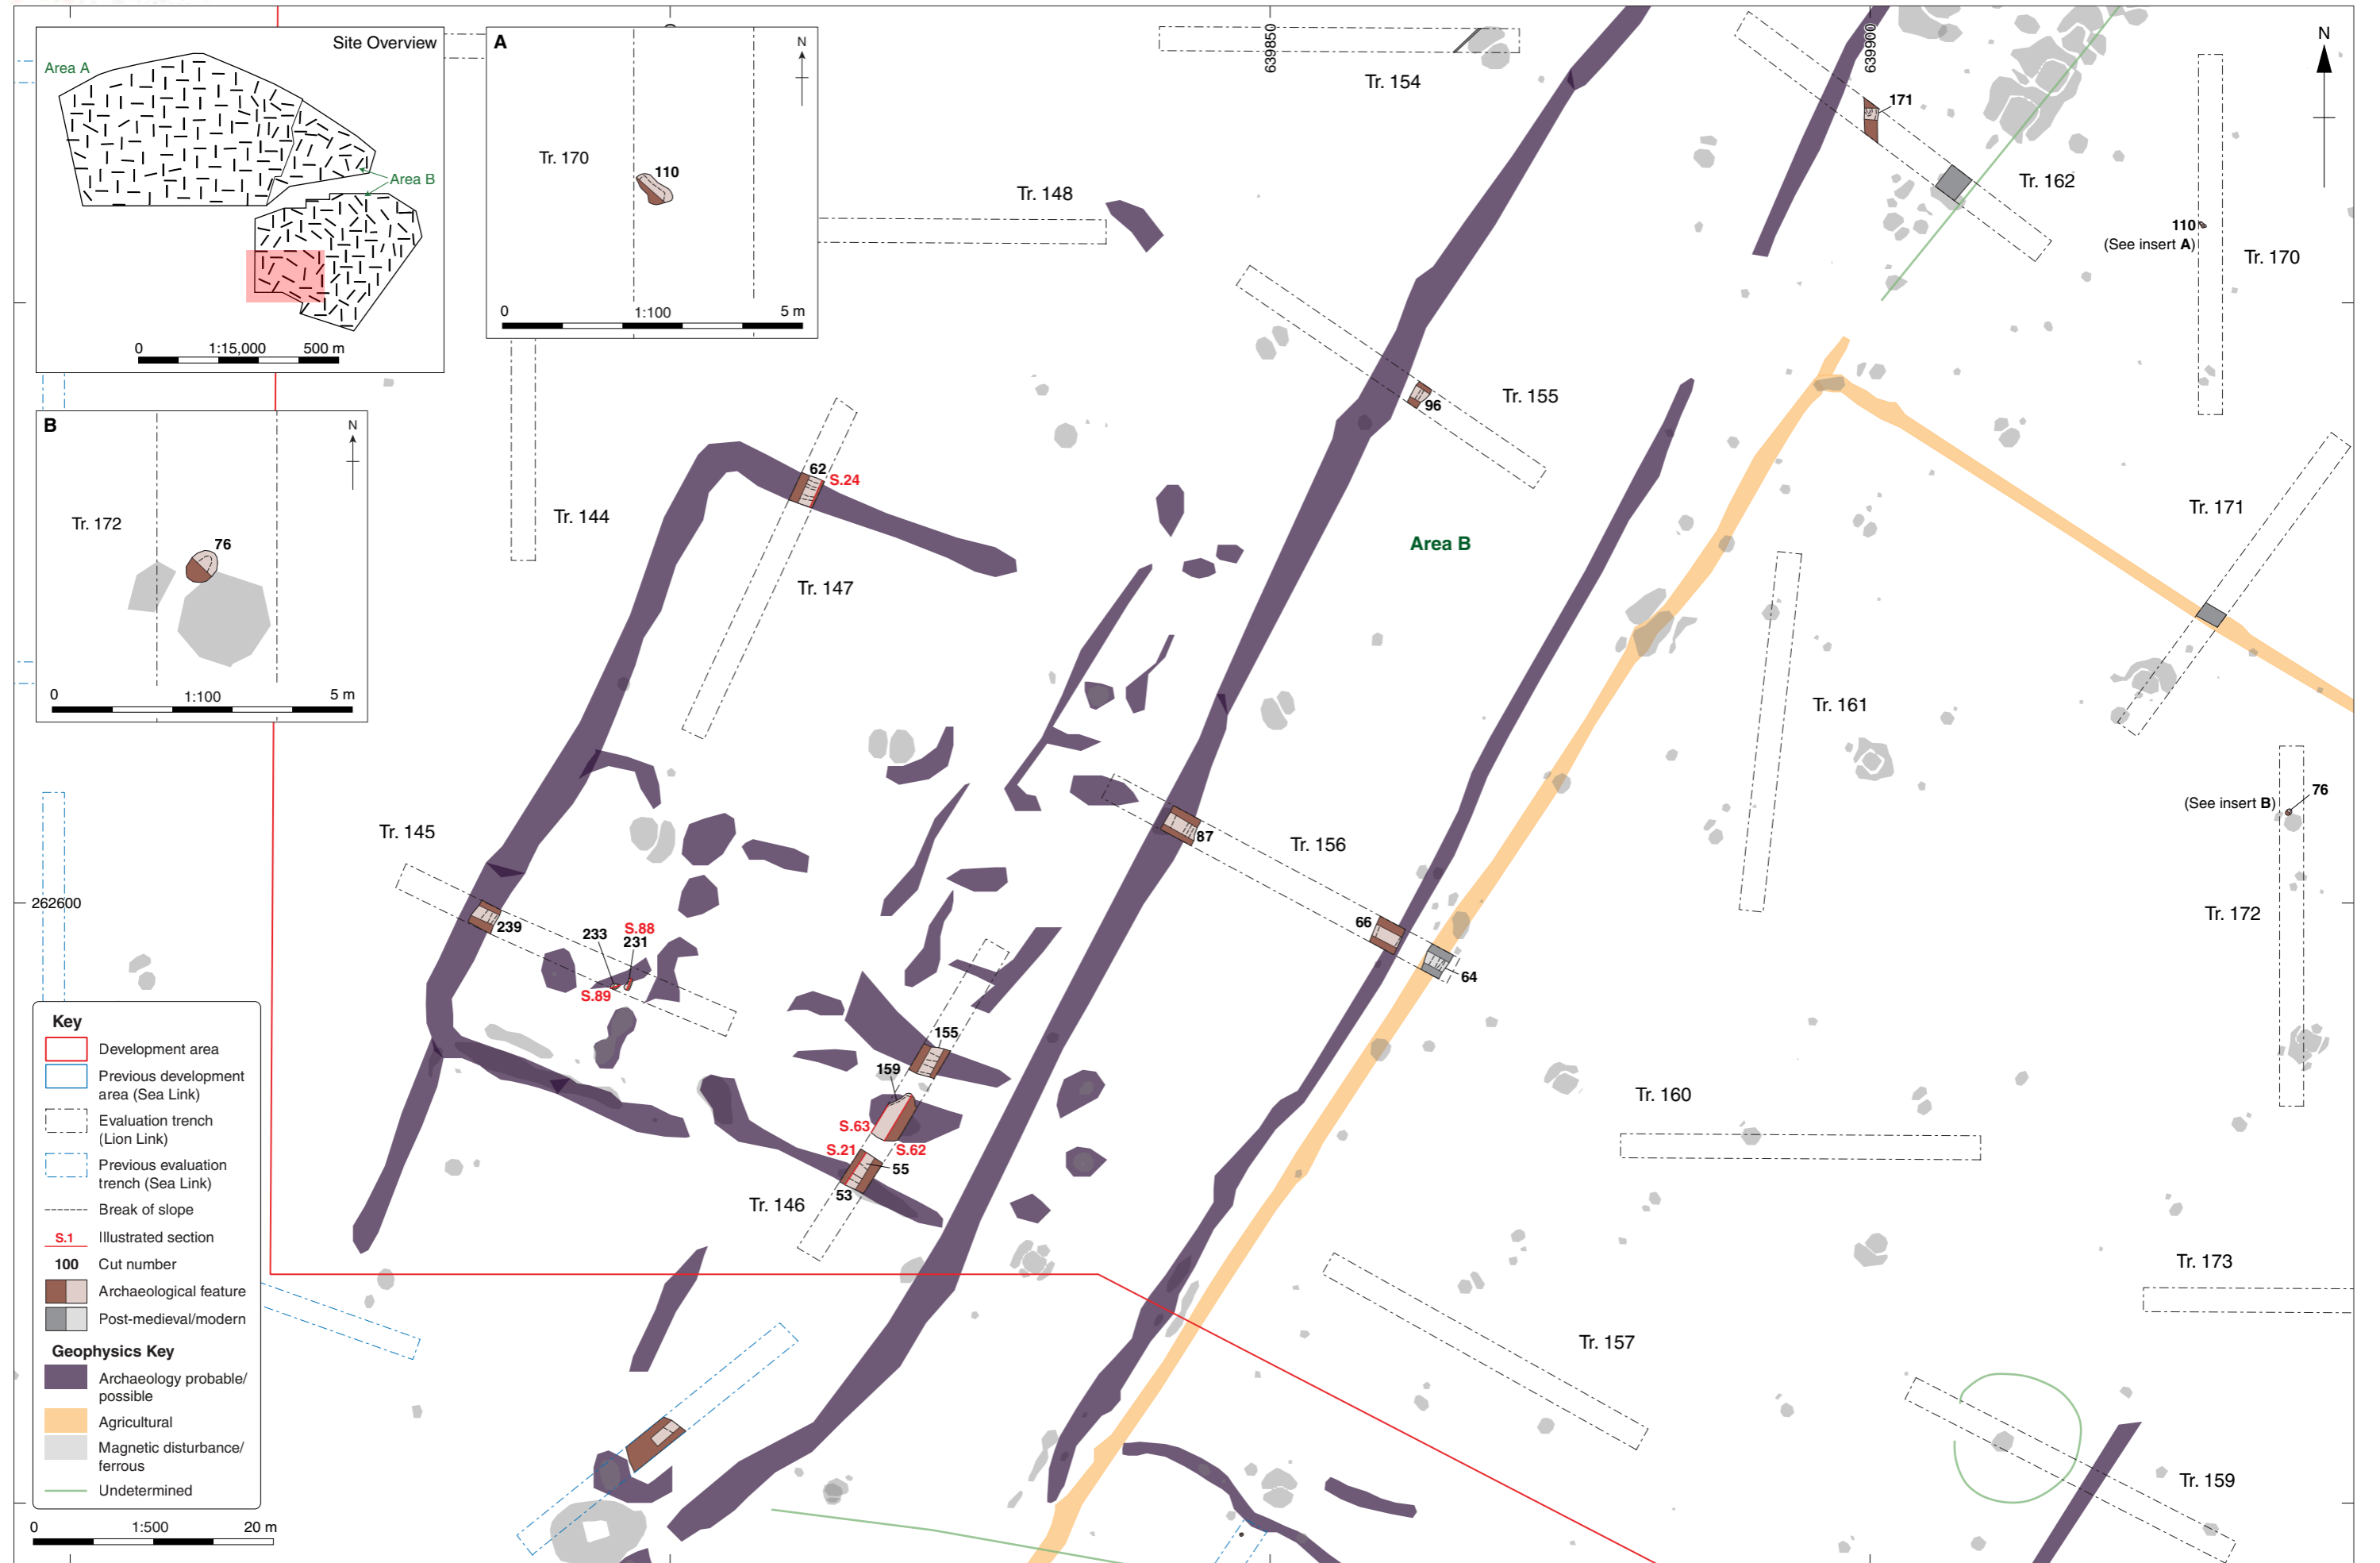 Site Overview
Area A
Area B
0 1:15,000 500 m
A
N
Tr. 170
110
0 1:100 5 m
B
N
Tr. 172
76
0 1:100 5 m
639850
639900
N
Tr. 154
171
Tr. 148
Tr. 162
110
(See insert A)
Tr. 170
Tr. 155
96
62
S.24
Tr. 144
Area B
Tr. 171
Tr. 147
Tr. 161
76
(See insert B)
Tr. 145
87
Tr. 156
262600
239
233
S.88
231
S.89
66
64
Tr. 172
155
159
S.63
S.21
S.62
55
53
Tr. 146
Tr. 160
Tr. 173
Tr. 157
Tr. 159
Key
Development area
Previous development
area (Sea Link)
Evaluation trench
(Lion Link)
Previous evaluation
trench (Sea Link)
Break of slope
S.1 Illustrated section
100 Cut number
Archaeological feature
Post-medieval/modern
Geophysics Key
Archaeology probable/
possible
Agricultural
Magnetic disturbance/
ferrous
Undetermined
0 1:500 20 m